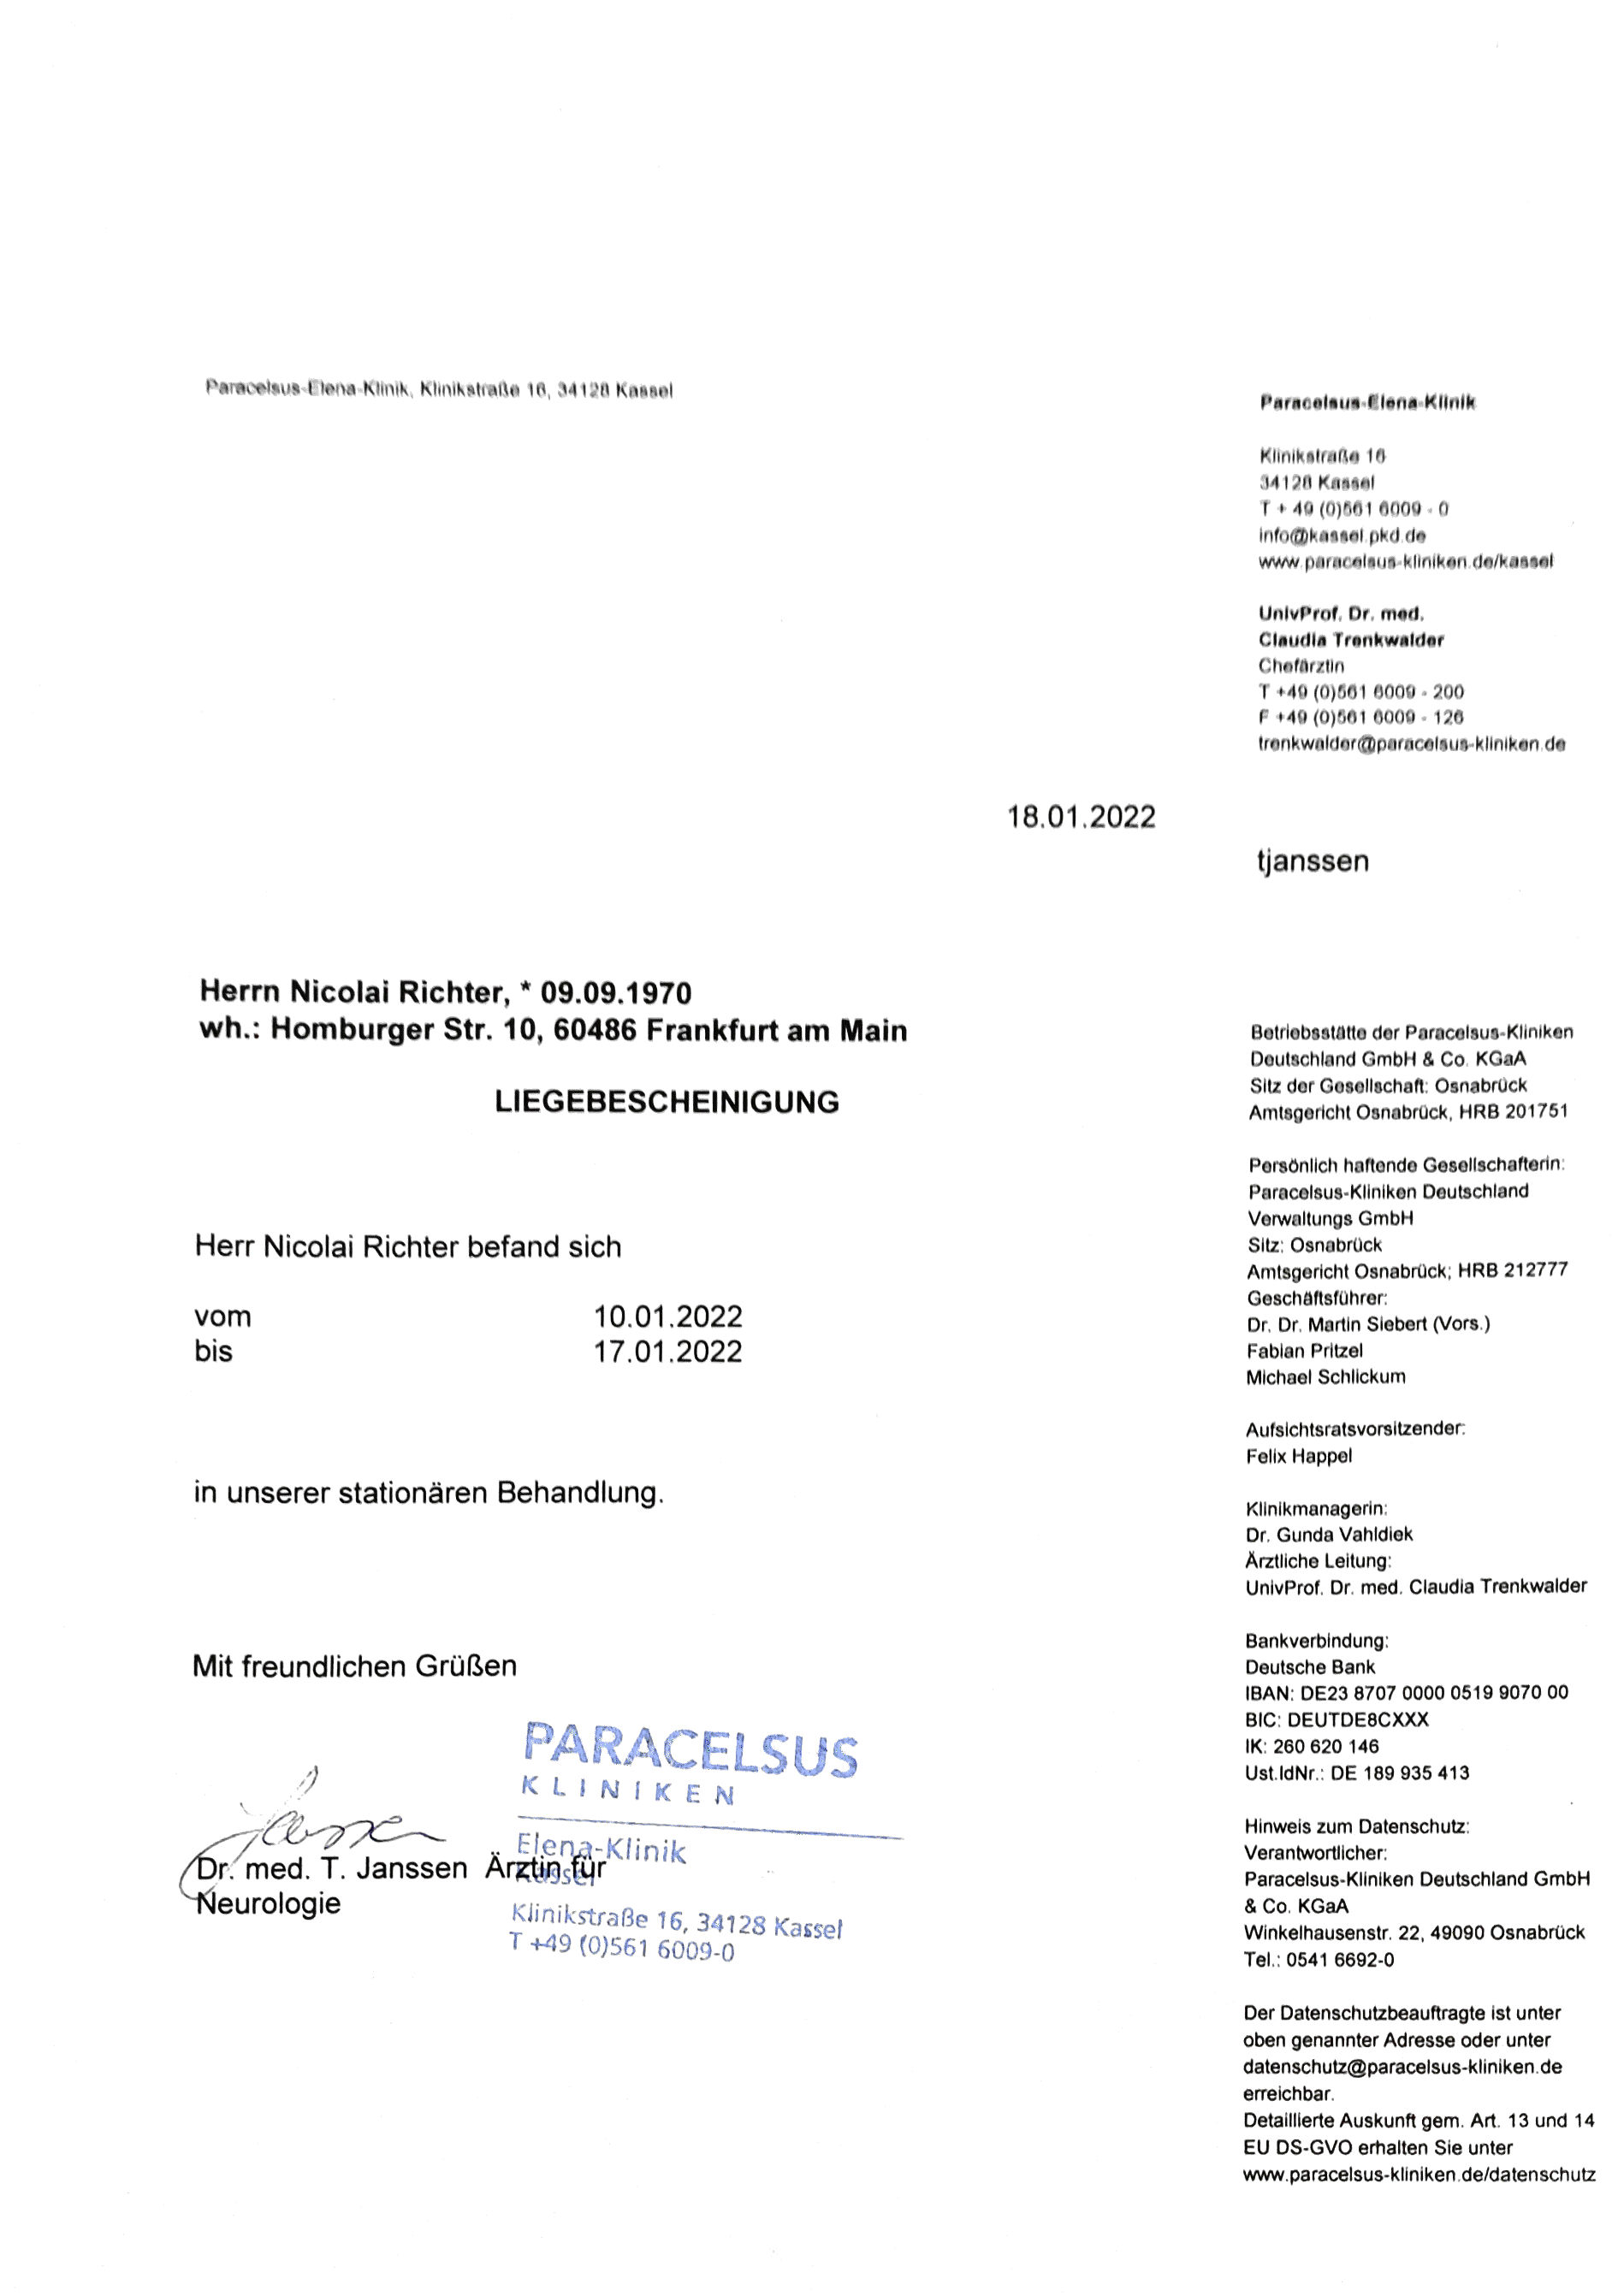 Paracelsus-Elena-Klinik, Klinikstraße 16, 34128 Kassel
Paracelsus-Elena-Klinik
Klinikstraße 16
34128 Kassel
T + 49 (0)561 6009 - 0
info@kassel.pkd.de
www.paracelsus-kliniken.de/kassel
UnivProf. Dr. med.
Claudia Trenkwalder
Chefärztin
T +49 (0)561 6009 - 200
F +49 (0)561 6009 - 126
trenkwalder@paracelsus-kliniken.de
18.01.2022
tjanssen
Herrn Nicolai Richter, * 09.09.1970
wh.: Homburger Str. 10, 60486 Frankfurt am Main
LIEGEBESCHEINIGUNG
Herr Nicolai Richter befand sich
vom 10.01.2022
bis 17.01.2022
in unserer stationären Behandlung.
Mit freundlichen Grüßen
Janssen
Dr. med. T. Janssen Ärztin für
Neurologie
PARACELSUS
KLINIKEN
Elena-Klinik
Kassel
Klinikstraße 16, 34128 Kassel
T +49 (0)561 6009-0
Betriebsstätte der Paracelsus-Kliniken
Deutschland GmbH & Co. KGaA
Sitz der Gesellschaft: Osnabrück
Amtsgericht Osnabrück, HRB 201751
Persönlich haftende Gesellschafterin:
Paracelsus-Kliniken Deutschland
Verwaltungs GmbH
Sitz: Osnabrück
Amtsgericht Osnabrück; HRB 212777
Geschäftsführer:
Dr. Dr. Martin Siebert (Vors.)
Fabian Pritzel
Michael Schlickum
Aufsichtsratsvorsitzender:
Felix Happel
Klinikmanagerin:
Dr. Gunda Vahldiek
Ärztliche Leitung:
UnivProf. Dr. med. Claudia Trenkwalder
Bankverbindung:
Deutsche Bank
IBAN: DE23 8707 0000 0519 9070 00
BIC: DEUTDE8CXXX
IK: 260 620 146
Ust.IdNr.: DE 189 935 413
Hinweis zum Datenschutz:
Verantwortlicher:
Paracelsus-Kliniken Deutschland GmbH
& Co. KGaA
Winkelhausenstr. 22, 49090 Osnabrück
Tel.: 0541 6692-0
Der Datenschutzbeauftragte ist unter
oben genannter Adresse oder unter
datenschutz@paracelsus-kliniken.de
erreichbar.
Detaillierte Auskunft gem. Art. 13 und 14
EU DS-GVO erhalten Sie unter
www.paracelsus-kliniken.de/datenschutz